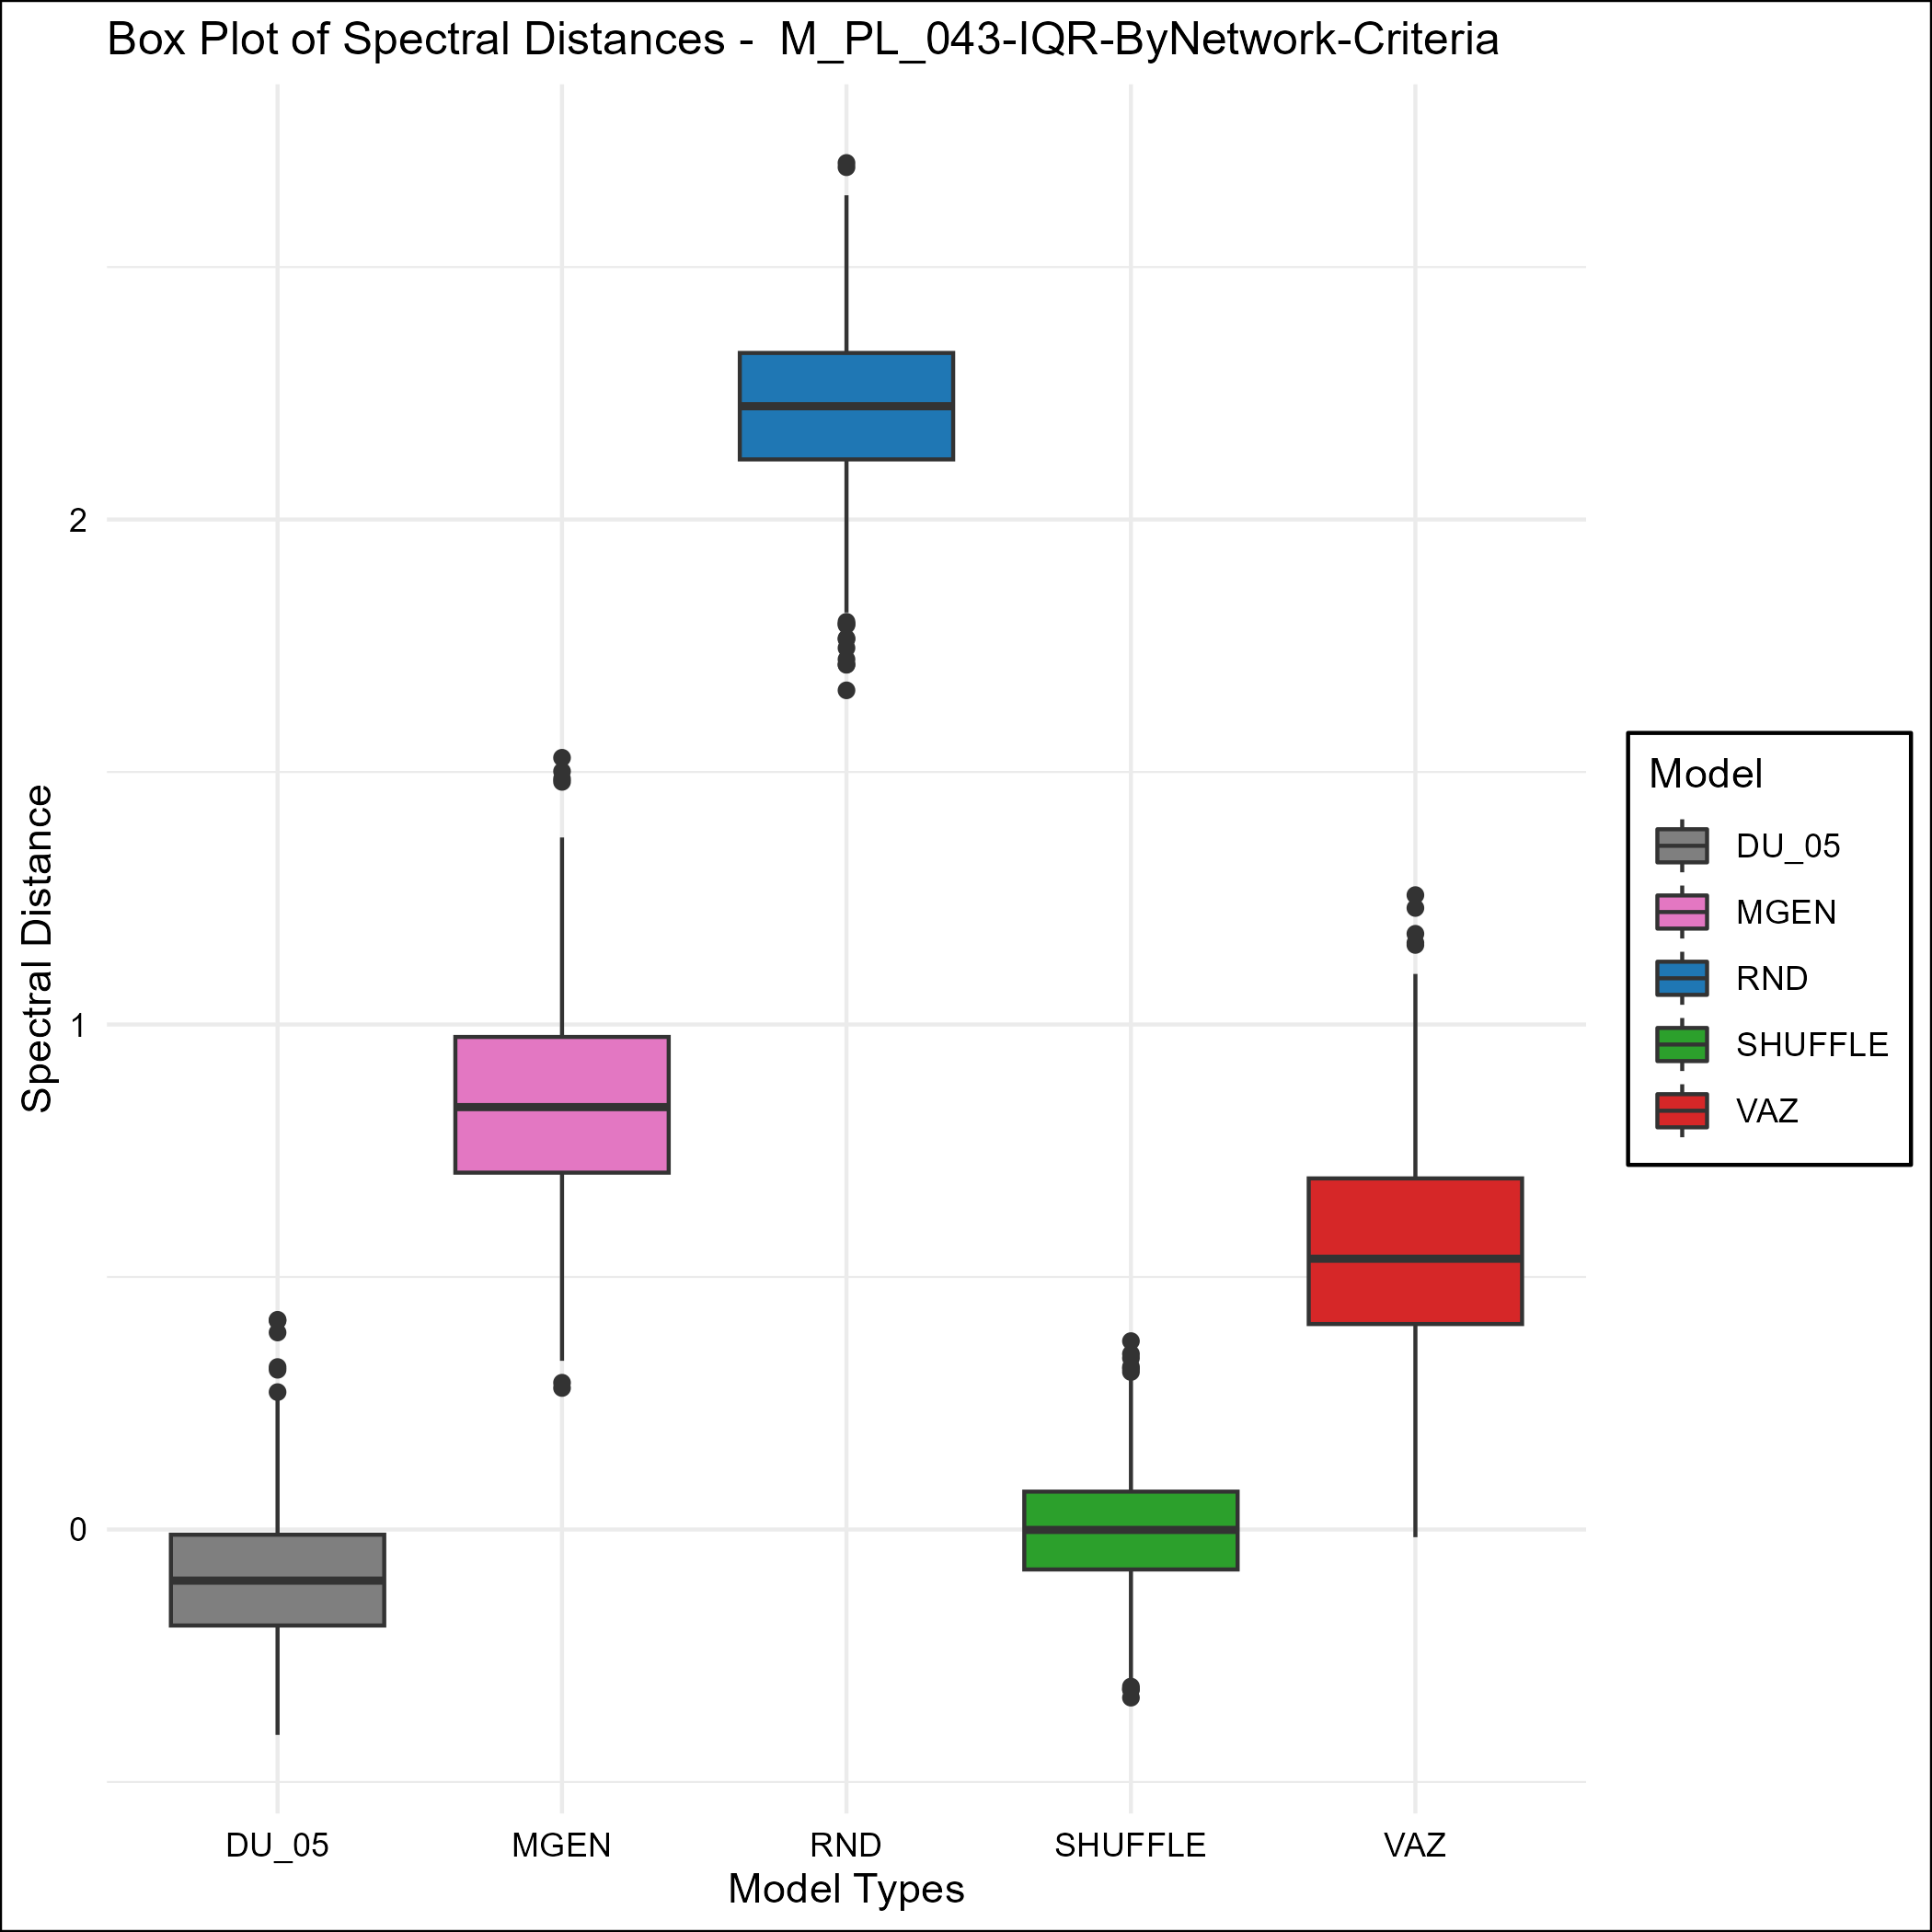 Box Plot of Spectral Distances -  M_PL_043-IQR-ByNetwork-Criteria
Spectral Distance
2
1
0
DU_05
MGEN
RND
SHUFFLE
VAZ
Model Types
Model
DU_05
MGEN
RND
SHUFFLE
VAZ